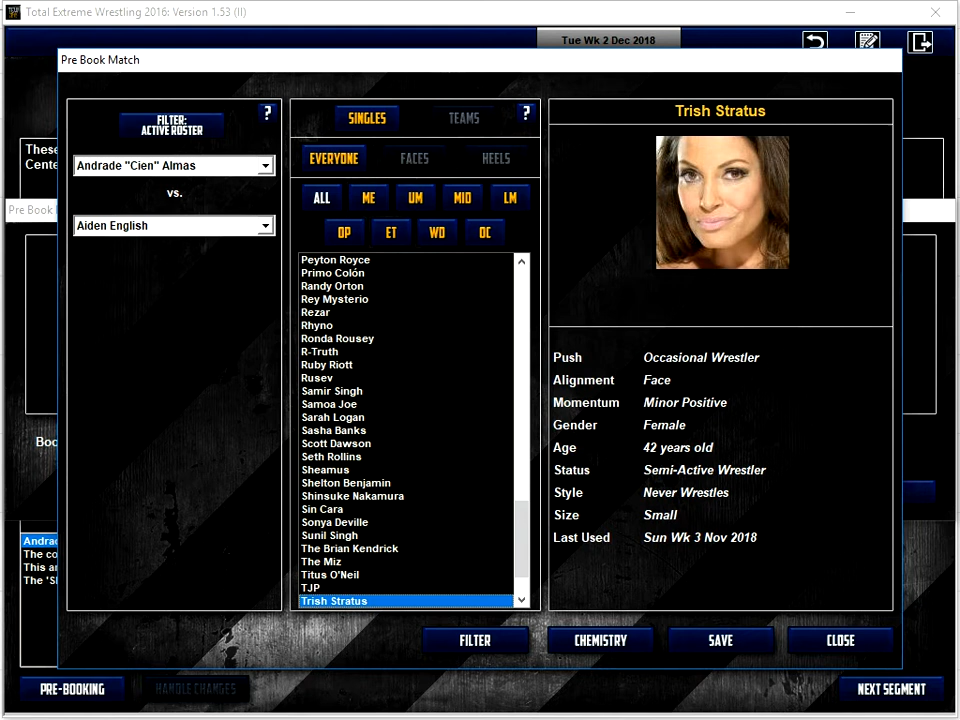 Total Extreme Wrestling 2016: Version 1.53 (II)
Tue Wk 2 Dec 2018
Pre Book Match
FILTER:
ACTIVE ROSTER
?
Andrade "Cien" Almas
vs.
Aiden English
SINGLES
TEAMS
?
EVERYONE
FACES
HEELS
ALL
ME
UM
MID
LM
OP
ET
WO
OC
Peyton Royce
Primo Colón
Randy Orton
Rey Mysterio
Rezar
Rhyno
Ronda Rousey
R-Truth
Ruby Riott
Rusev
Samir Singh
Samoa Joe
Sarah Logan
Sasha Banks
Scott Dawson
Seth Rollins
Sheamus
Shelton Benjamin
Shinsuke Nakamura
Sin Cara
Sonya Deville
Sunil Singh
The Brian Kendrick
The Miz
Titus O'Neil
TJP
Trish Stratus
Trish Stratus
Push Occasional Wrestler
Alignment Face
Momentum Minor Positive
Gender Female
Age 42 years old
Status Semi-Active Wrestler
Style Never Wrestles
Size Small
Last Used Sun Wk 3 Nov 2018
FILTER
CHEMISTRY
SAVE
CLOSE
These
Cente
Pre Book
Boo
Andrad
The co
This a
The 'S
PRE-BOOKING
HANDLE CHANGES
NEXT SEGMENT